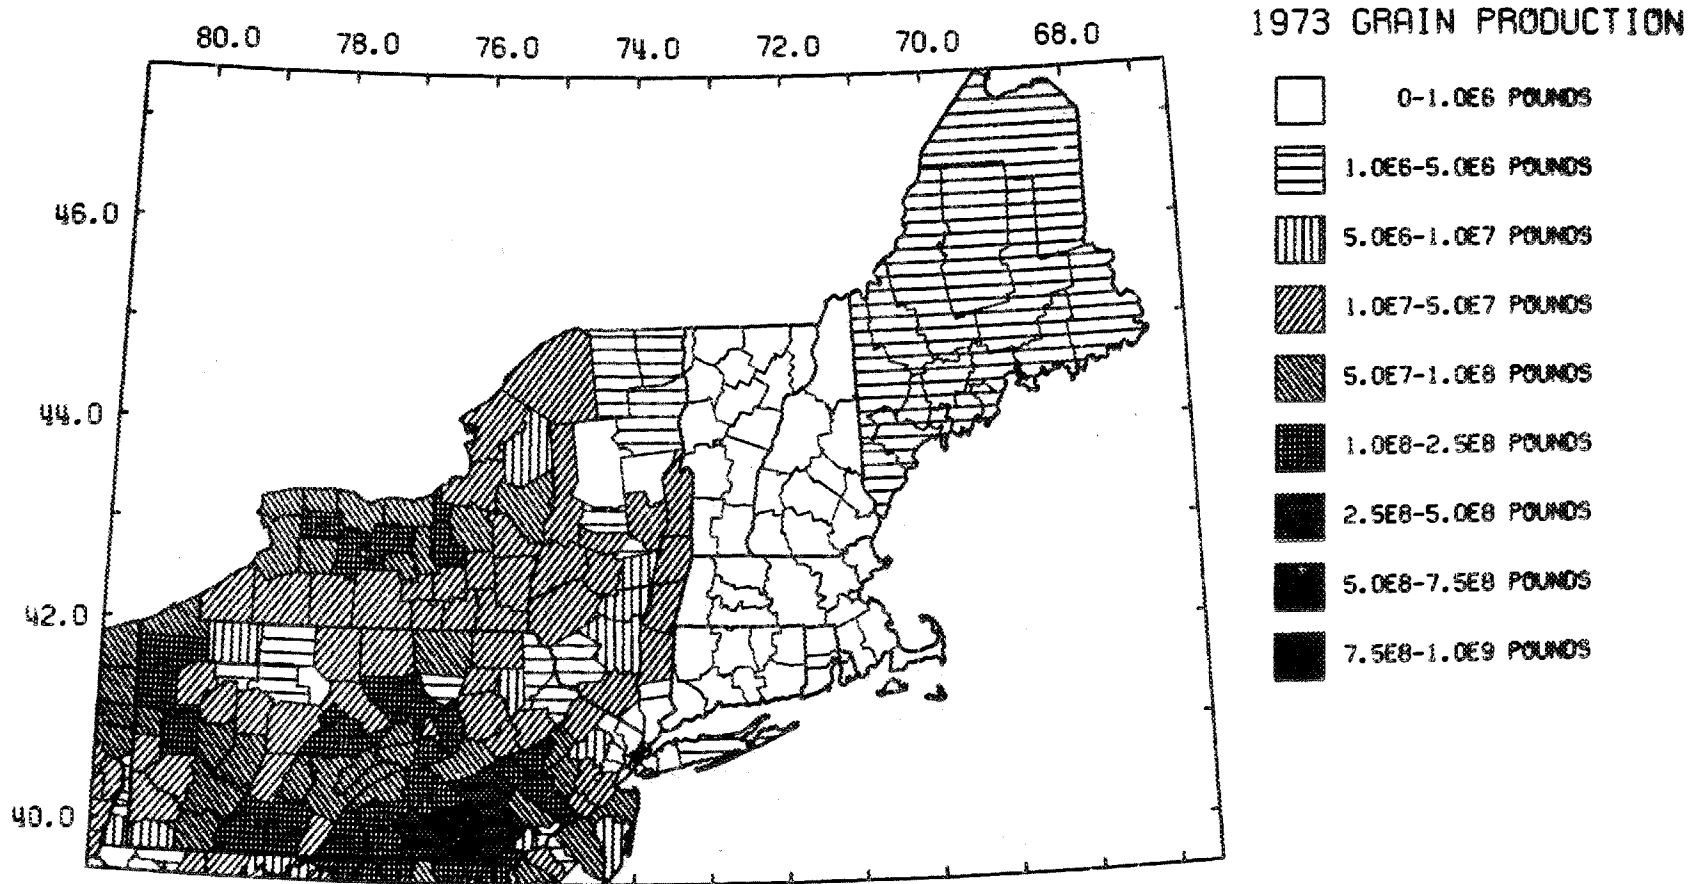 1973 GRAIN PRODUCTION
80.0 78.0 76.0 74.0 72.0 70.0 68.0
0-1.0E6 POUNDS
1.0E6-5.0E6 POUNDS
5.0E6-1.0E7 POUNDS
1.0E7-5.0E7 POUNDS
5.0E7-1.0E8 POUNDS
1.0E8-2.5E8 POUNDS
2.5E8-5.0E8 POUNDS
5.0E8-7.5E8 POUNDS
7.5E8-1.0E9 POUNDS
46.0
44.0
42.0
40.0